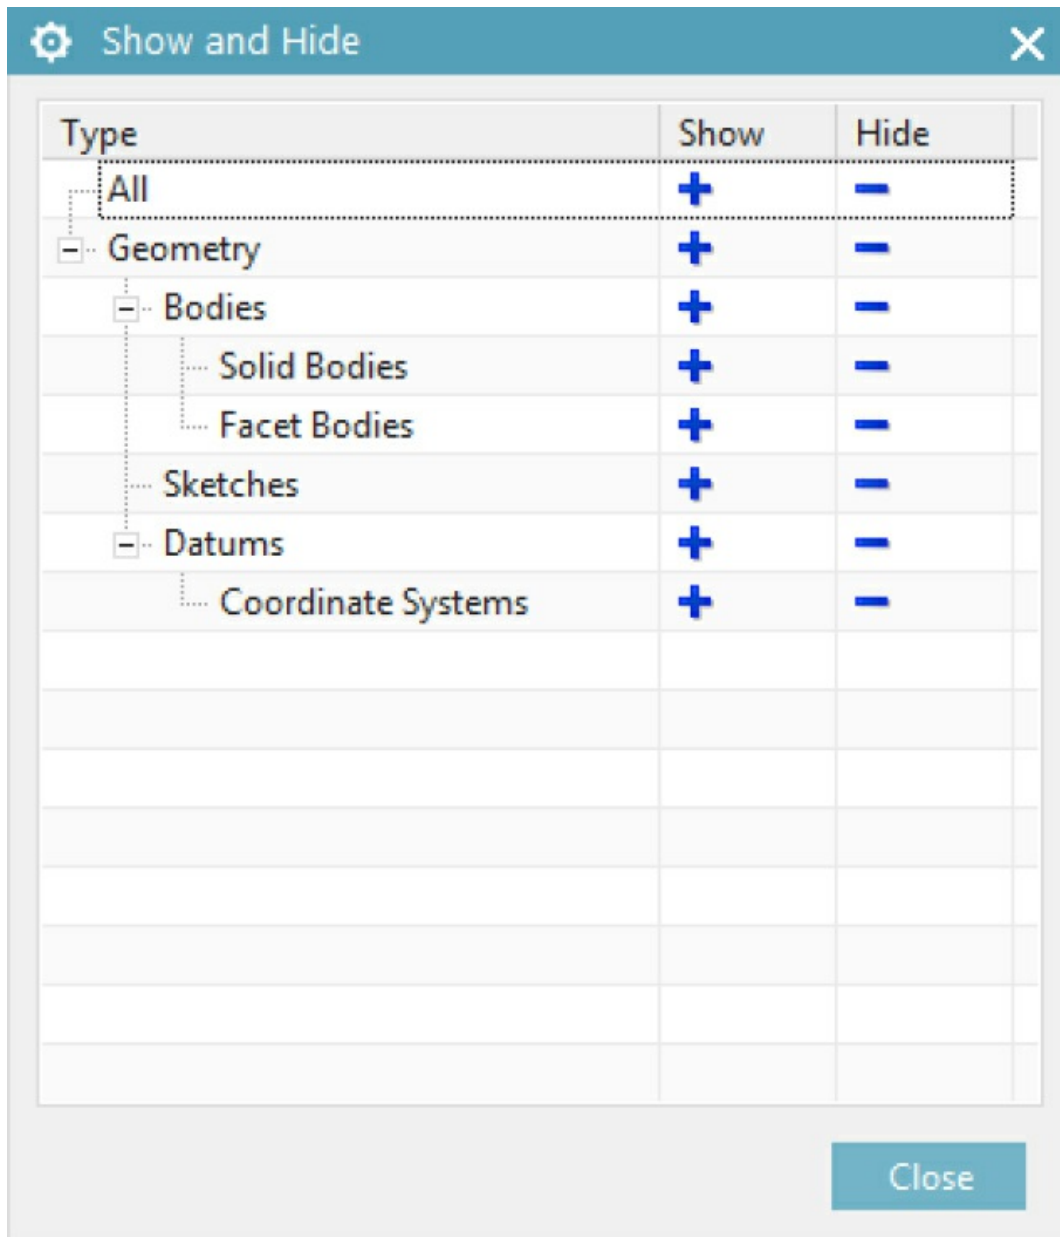 Show and Hide
Type Show Hide
All
Geometry
Bodies
Solid Bodies
Facet Bodies
Sketches
Datums
Coordinate Systems
Close